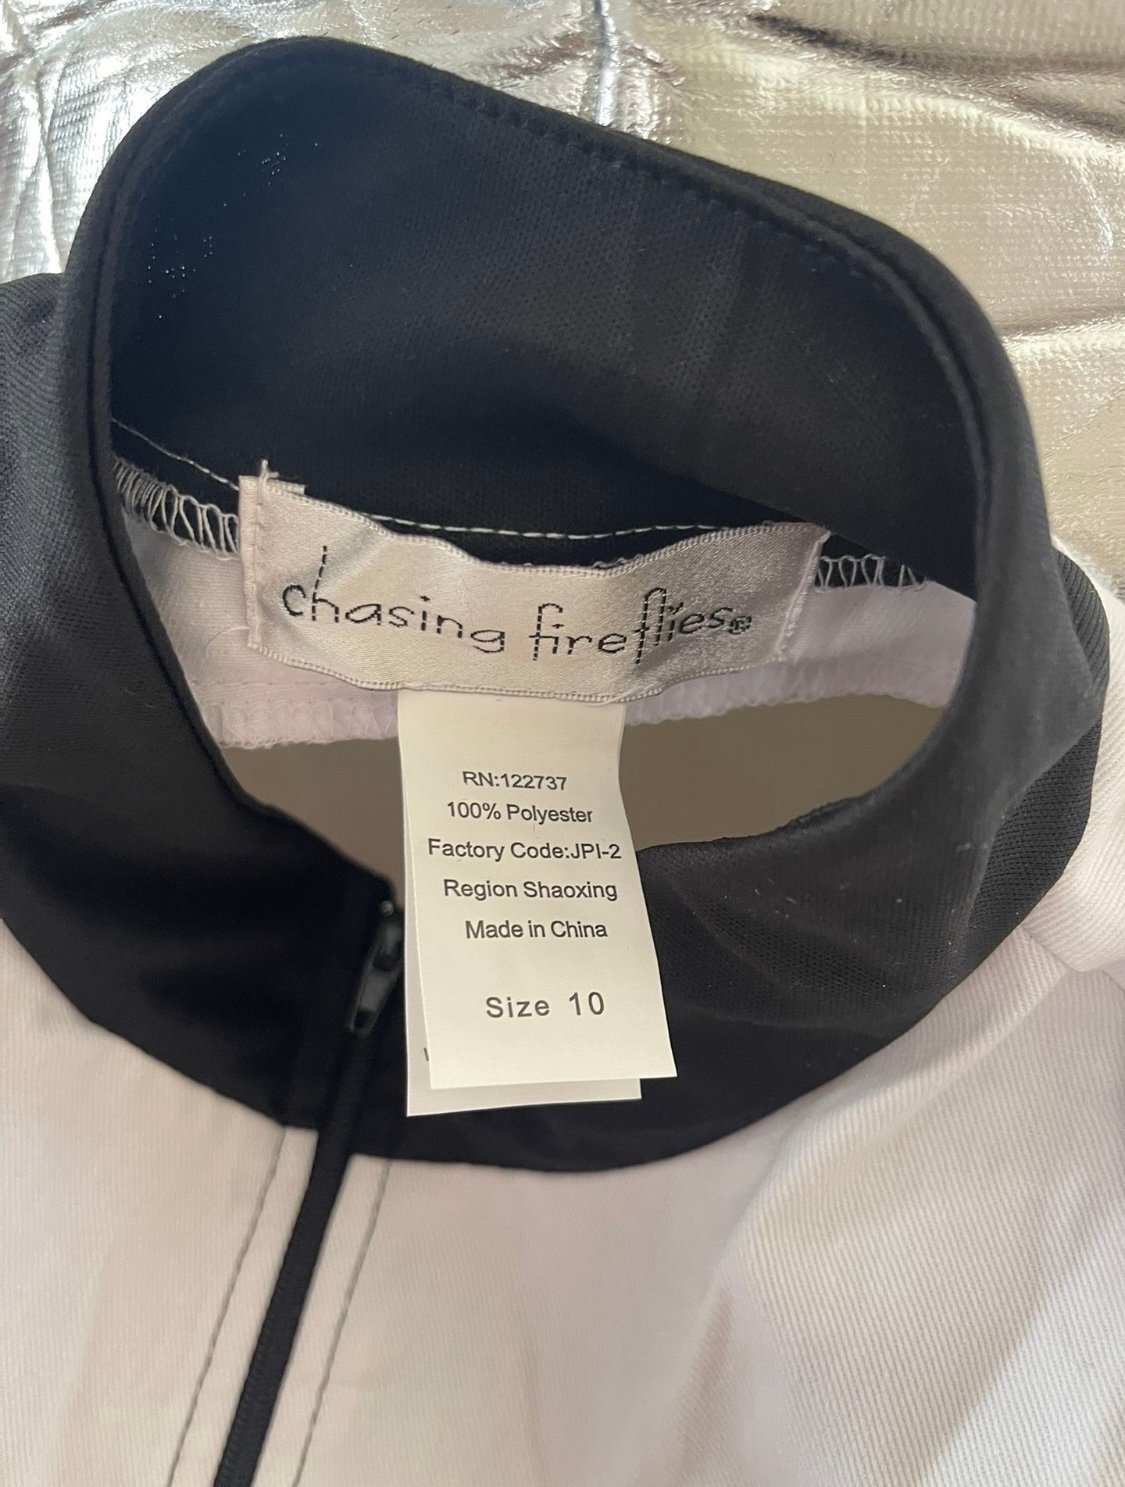 chasing fireflies®
RN:122737
100% Polyester
Factory Code:JPI-2
Region Shaoxing
Made in China
Size 10